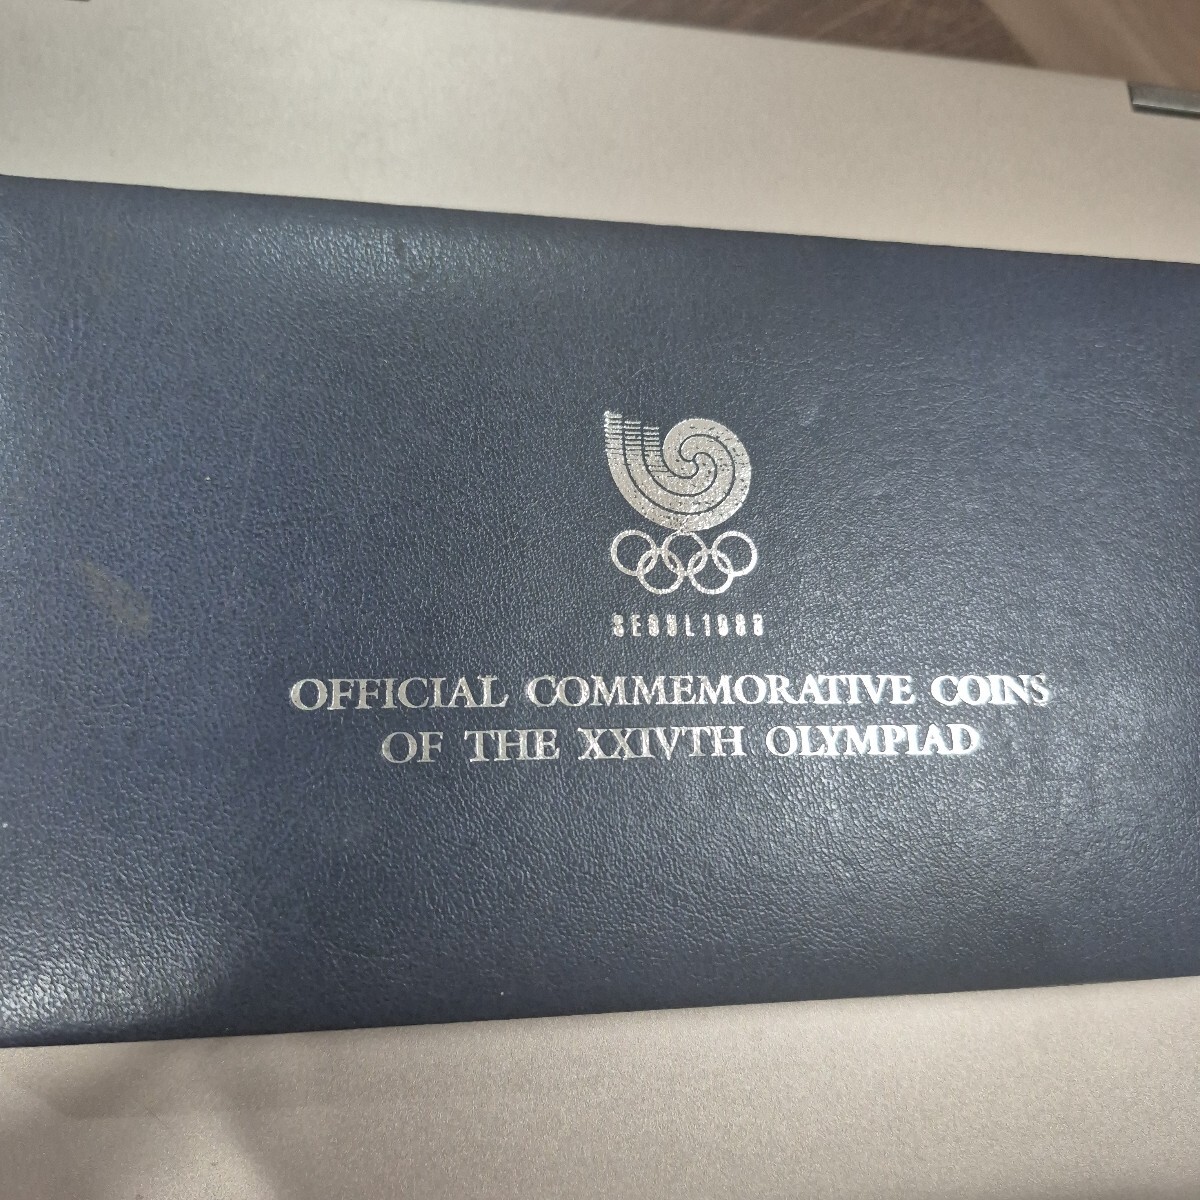 SEOUL1988
OFFICIAL COMMEMORATIVE COINS
OF THE XXIVTH OLYMPIAD